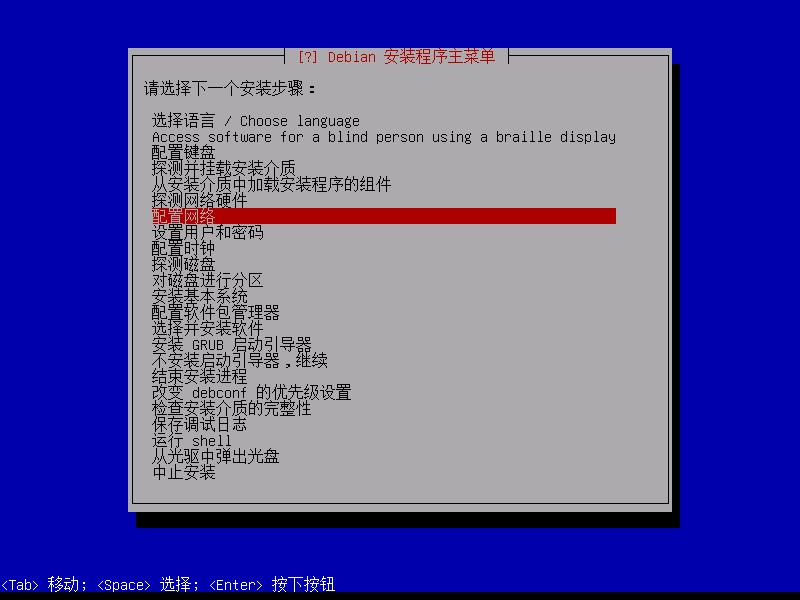 [?] Debian 安装程序主菜单
请选择下一个安装步骤：
选择语言 / Choose language
Access software for a blind person using a braille display
配置键盘
探测并挂载安装介质
从安装介质中加载安装程序的组件
探测网络硬件
配置网络
设置用户和密码
配置时钟
探测磁盘
对磁盘进行分区
安装基本系统
配置软件包管理器
选择并安装软件
安装 GRUB 启动引导器
不安装启动引导器，继续
结束安装进程
改变 debconf 的优先级设置
检查安装介质的完整性
保存调试日志
运行 shell
从光驱中弹出光盘
中止安装
<Tab> 移动; <Space> 选择; <Enter> 按下按钮